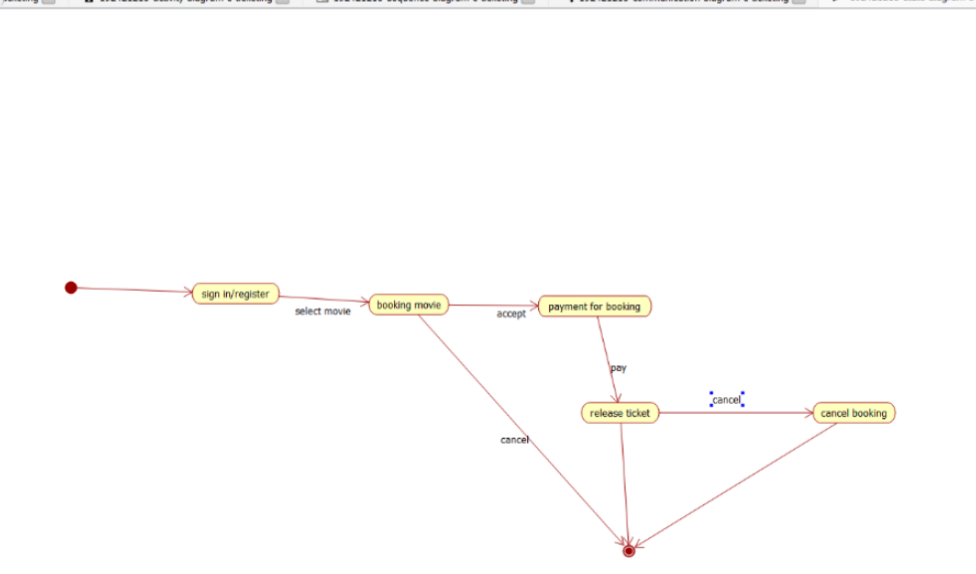 sign in/register
booking movie
payment for booking
select movie
accept
pay
cancel
release ticket
cancel booking
cancel